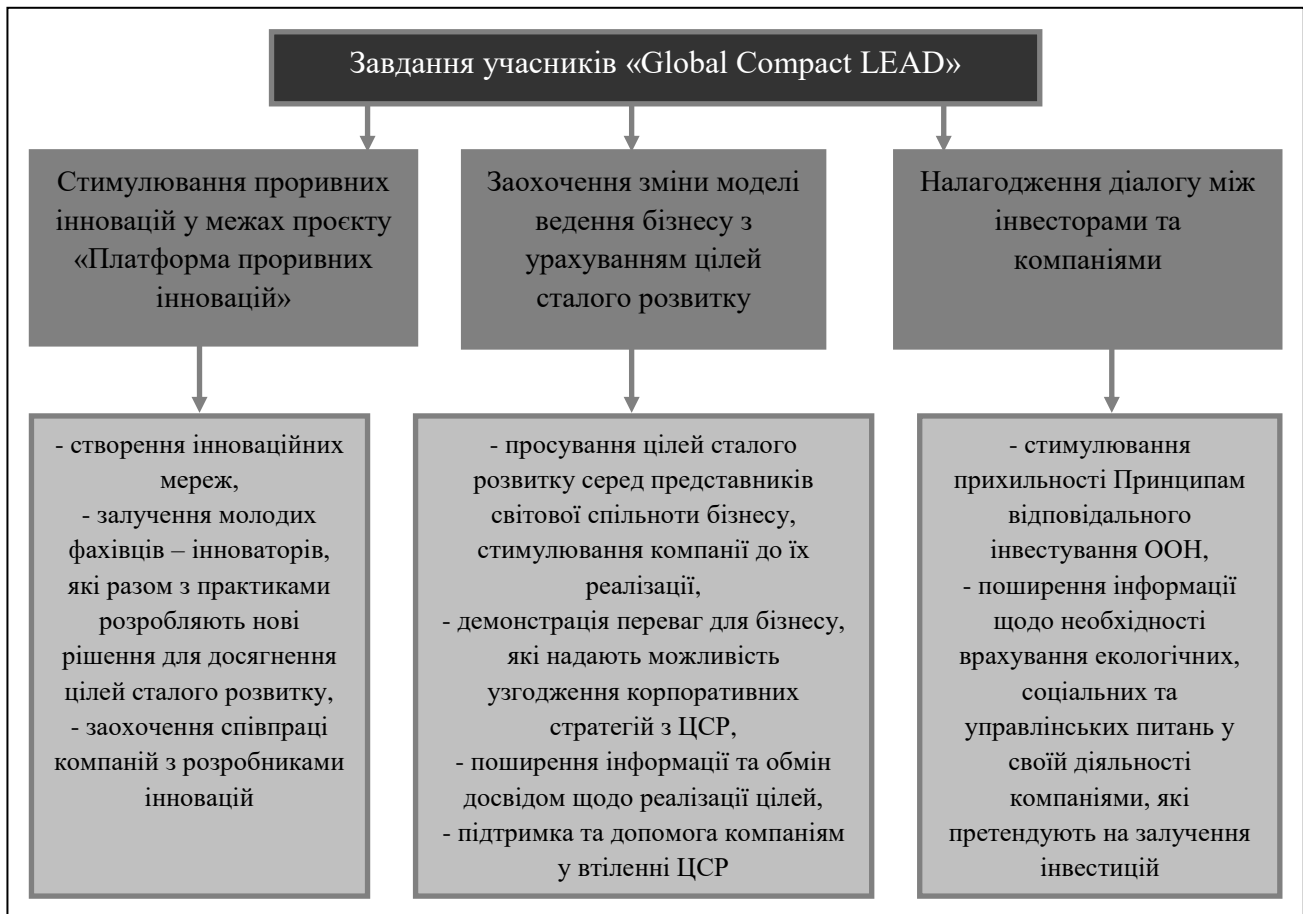 Завдання учасників «Global Compact LEAD»
Стимулювання проривних
інновацій у межах проєкту
«Платформа проривних
інновацій»
Заохочення зміни моделі
ведення бізнесу з
урахуванням цілей
сталого розвитку
Налагодження діалогу між
інвесторами та
компаніями
- створення інноваційних
мереж,
- залучення молодих
фахівців – інноваторів,
які разом з практиками
розробляють нові
рішення для досягнення
цілей сталого розвитку,
- заохочення співпраці
компаній з розробниками
інновацій
- просування цілей сталого
розвитку серед представників
світової спільноти бізнесу,
стимулювання компанії до їх
реалізації,
- демонстрація переваг для бізнесу,
які надають можливість
узгодження корпоративних
стратегій з ЦСР,
- поширення інформації та обмін
досвідом щодо реалізації цілей,
- підтримка та допомога компаніям
у втіленні ЦСР
- стимулювання
прихильності Принципам
відповідального
інвестування ООН,
- поширення інформації
щодо необхідності
врахування екологічних,
соціальних та
управлінських питань у
своїй діяльності
компаніями, які
претендують на залучення
інвестицій